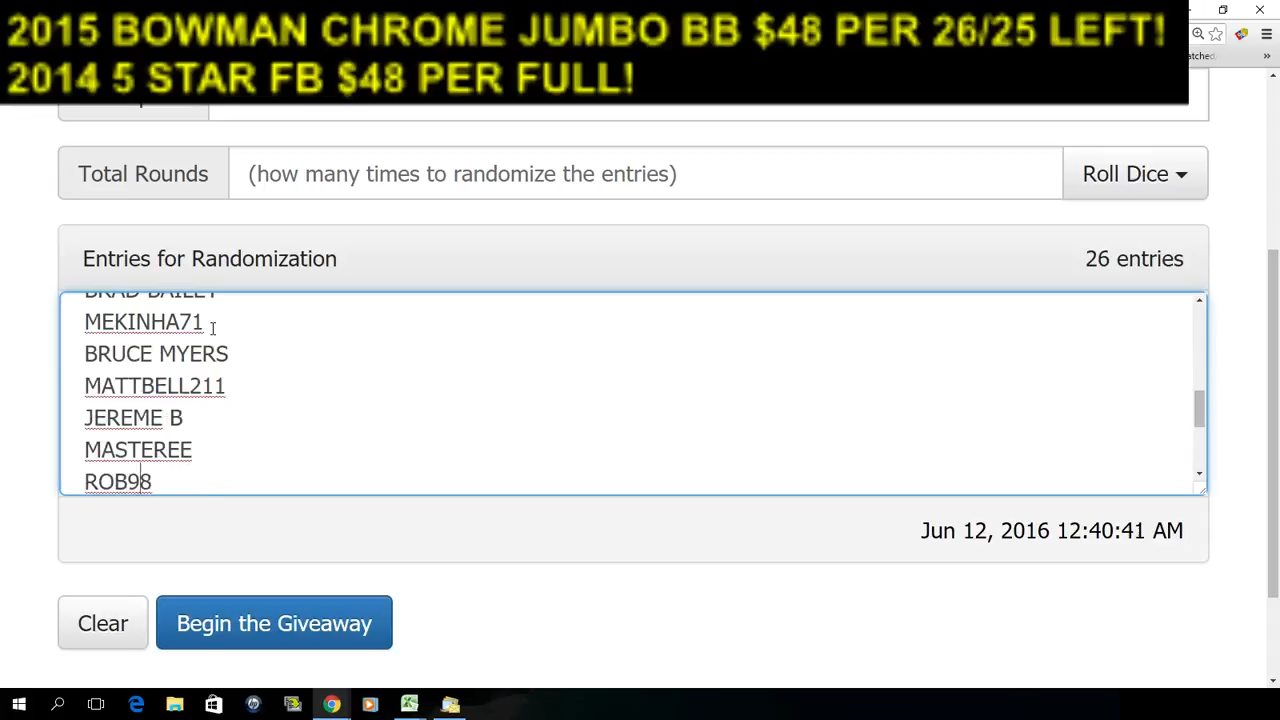 2015 BOWMAN CHROME JUMBO BB $48 PER 26/25 LEFT!
2014 5 STAR FB $48 PER FULL!
Total Rounds (how many times to randomize the entries) Roll Dice
Entries for Randomization 26 entries
BRAD BAILEY
MEKINHA71
BRUCE MYERS
MATTBELL211
JEREME B
MASTEREE
ROB98
Jun 12, 2016 12:40:41 AM
Clear Begin the Giveaway